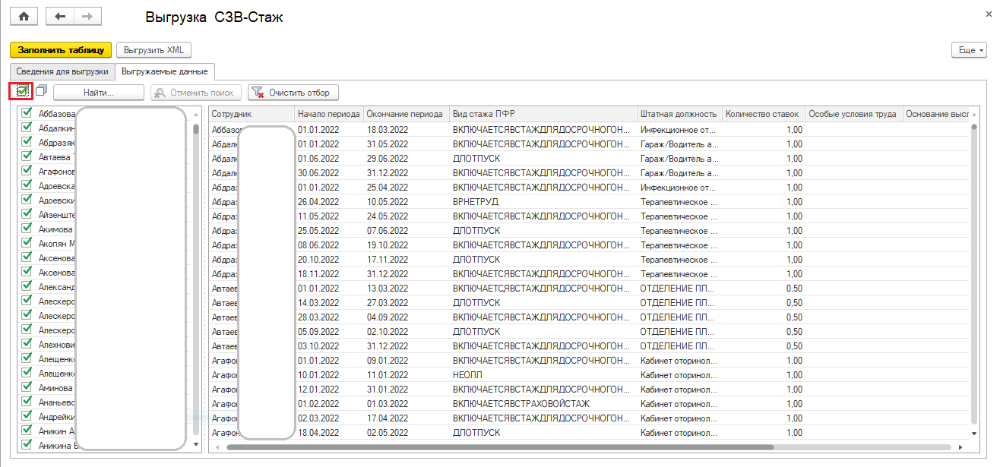 Выгрузка СЗВ-Стаж
Заполнить таблицу Выгрузить XML Еще
Сведения для выгрузки Выгружаемые данные
Найти... Отменить поиск Очистить отбор
Сотрудник Начало периода Окончание периода Вид стажа ПФР Штатная должность Количество ставок Особые условия труда Основание высл
Аббазова
Абдалкин
Абдразяк
Автаева
Агафонов
Адоевска
Адоевски
Айзенште
Акимова
Акопян М
Аксенова
Аксенова
Александ
Алескеро
Алескеро
Алескеро
Алехнови
Алещенк
Алещенк
Аминова
Ананьевс
Андрейки
Аникин А
Аникина В
Аббазо 01.01.2022 18.03.2022 ВКЛЮЧАЕТСЯВСТАЖДЛЯДОСРОЧНОГОН... Инфекционное от... 1,00
Абдал 01.01.2022 31.05.2022 ВКЛЮЧАЕТСЯВСТАЖДЛЯДОСРОЧНОГОН... Гараж/Водитель а... 1,00
Абдал 01.06.2022 29.06.2022 ДЛОТПУСК Гараж/Водитель а... 1,00
Абдал 30.06.2022 31.12.2022 ВКЛЮЧАЕТСЯВСТАЖДЛЯДОСРОЧНОГОН... Гараж/Водитель а... 1,00
Абдраз 01.01.2022 25.04.2022 ВКЛЮЧАЕТСЯВСТАЖДЛЯДОСРОЧНОГОН... Инфекционное от... 1,00
Абдраз 26.04.2022 10.05.2022 ВРНЕТРУД Терапевтическое ... 1,00
Абдраз 11.05.2022 24.05.2022 ВКЛЮЧАЕТСЯВСТАЖДЛЯДОСРОЧНОГОН... Терапевтическое ... 1,00
Абдраз 25.05.2022 07.06.2022 ДЛОТПУСК Терапевтическое ... 1,00
Абдраз 08.06.2022 19.10.2022 ВКЛЮЧАЕТСЯВСТАЖДЛЯДОСРОЧНОГОН... Терапевтическое ... 1,00
Абдраз 20.10.2022 17.11.2022 ДЛОТПУСК Терапевтическое ... 1,00
Абдраз 18.11.2022 31.12.2022 ВКЛЮЧАЕТСЯВСТАЖДЛЯДОСРОЧНОГОН... Терапевтическое ... 1,00
Автаев 01.01.2022 13.03.2022 ВКЛЮЧАЕТСЯВСТАЖДЛЯДОСРОЧНОГОН... ОТДЕЛЕНИЕ ПЛ... 0,50
Автаев 14.03.2022 27.03.2022 ДЛОТПУСК ОТДЕЛЕНИЕ ПЛ... 0,50
Автаев 28.03.2022 04.09.2022 ВКЛЮЧАЕТСЯВСТАЖДЛЯДОСРОЧНОГОН... ОТДЕЛЕНИЕ ПЛ... 0,50
Автаев 05.09.2022 02.10.2022 ДЛОТПУСК ОТДЕЛЕНИЕ ПЛ... 0,50
Автаев 03.10.2022 31.12.2022 ВКЛЮЧАЕТСЯВСТАЖДЛЯДОСРОЧНОГОН... ОТДЕЛЕНИЕ ПЛ... 0,50
Агафо 01.01.2022 09.01.2022 ВКЛЮЧАЕТСЯВСТАЖДЛЯДОСРОЧНОГОН... Кабинет оторинол... 1,00
Агафо 10.01.2022 11.01.2022 НЕОПЛ Кабинет оторинол... 1,00
Агафо 12.01.2022 31.01.2022 ВКЛЮЧАЕТСЯВСТАЖДЛЯДОСРОЧНОГОН... Кабинет оторинол... 1,00
Агафо 01.02.2022 01.03.2022 ВКЛЮЧАЕТСЯВСТРАХОВОЙСТАЖ Кабинет оторинол... 1,00
Агафо 02.03.2022 17.04.2022 ВКЛЮЧАЕТСЯВСТАЖДЛЯДОСРОЧНОГОН... Кабинет оторинол... 1,00
Агафон 18.04.2022 02.05.2022 ДЛОТПУСК Кабинет оторинол... 1,00